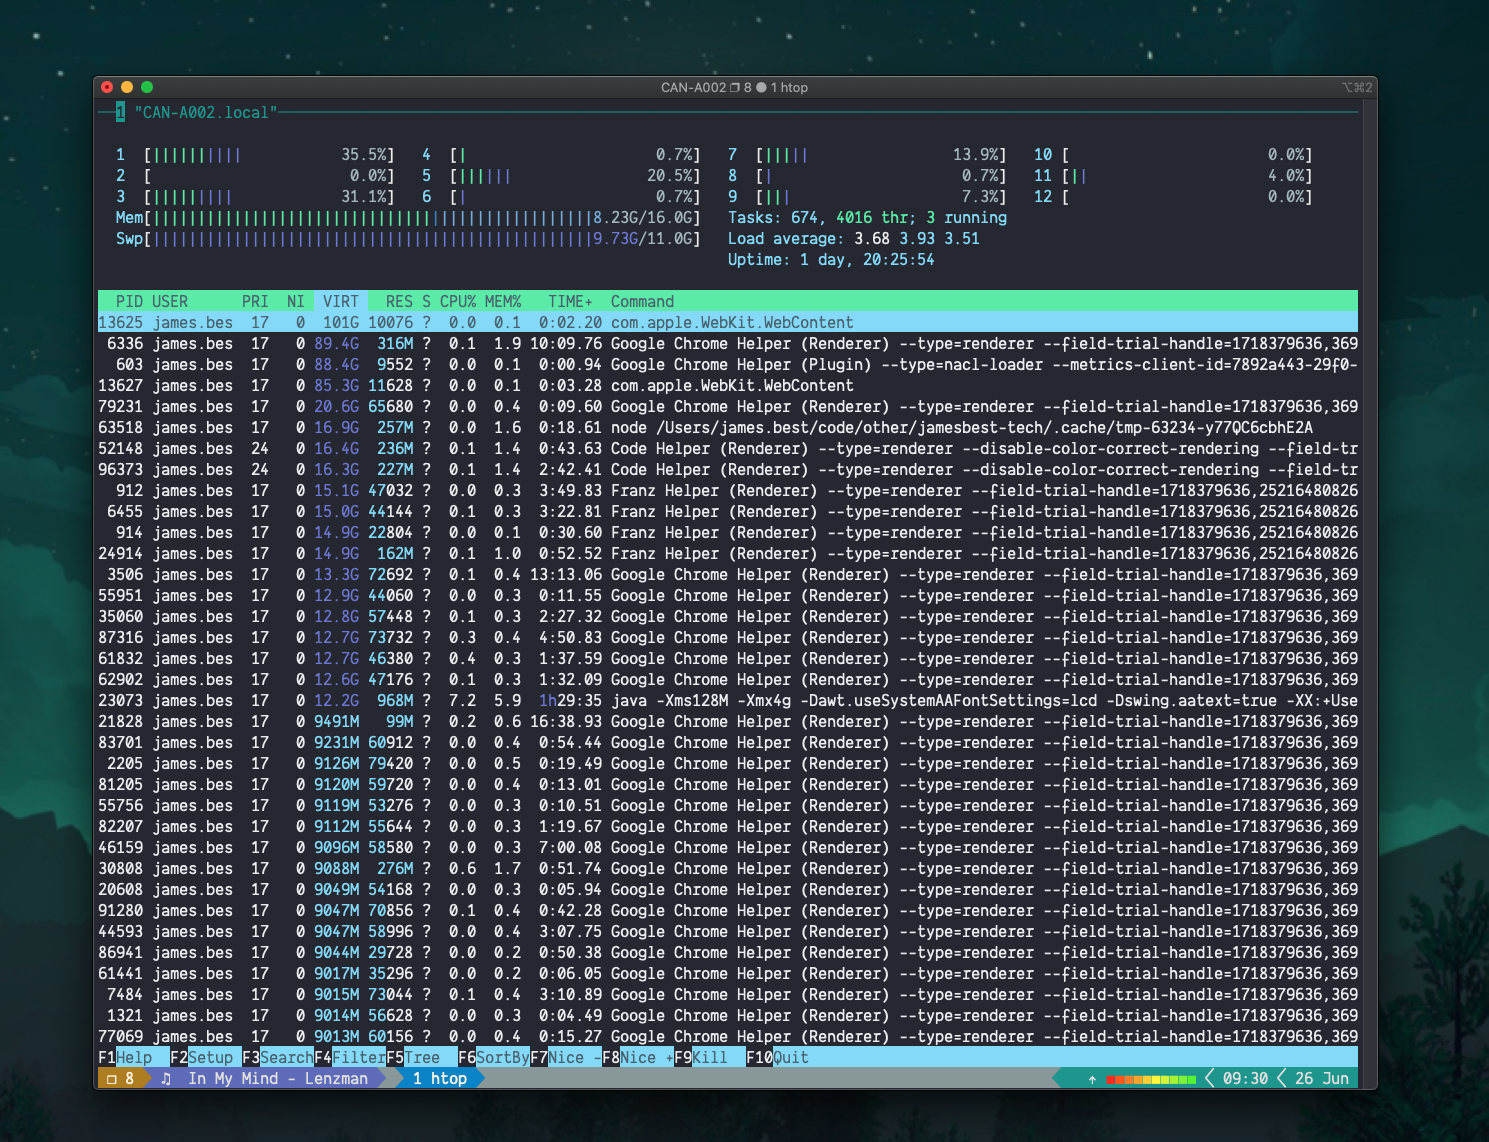 CAN-A002 8 1 htop ⌥⌘2
1 "CAN-A002.local"
1 [|||||||||| 35.5%] 4 [| 0.7%] 7 [||||| 13.9%] 10 [ 0.0%]
2 [ 0.0%] 5 [|||||| 20.5%] 8 [| 0.7%] 11 [|| 4.0%]
3 [||||||||| 31.1%] 6 [| 0.7%] 9 [||| 7.3%] 12 [ 0.0%]
Mem[|||||||||||||||||||||||||||||||||||||||||||||||||8.23G/16.0G] Tasks: 674, 4016 thr; 3 running
Swp[|||||||||||||||||||||||||||||||||||||||||||||||||9.73G/11.0G] Load average: 3.68 3.93 3.51
Uptime: 1 day, 20:25:54
PID USER PRI NI VIRT RES S CPU% MEM% TIME+ Command
13625 james.bes 17 0 101G 10076 ? 0.0 0.1 0:02.20 com.apple.WebKit.WebContent
6336 james.bes 17 0 89.4G 316M ? 0.1 1.9 10:09.76 Google Chrome Helper (Renderer) --type=renderer --field-trial-handle=1718379636,369
603 james.bes 17 0 88.4G 9552 ? 0.0 0.1 0:00.94 Google Chrome Helper (Plugin) --type=nacl-loader --metrics-client-id=7892a443-29f0-
13627 james.bes 17 0 85.3G 11628 ? 0.0 0.1 0:03.28 com.apple.WebKit.WebContent
79231 james.bes 17 0 20.6G 65680 ? 0.0 0.4 0:09.60 Google Chrome Helper (Renderer) --type=renderer --field-trial-handle=1718379636,369
63518 james.bes 17 0 16.9G 257M ? 0.0 1.6 0:18.61 node /Users/james.best/code/other/jamesbest-tech/.cache/tmp-63234-y77QC6cbhE2A
52148 james.bes 24 0 16.4G 236M ? 0.1 1.4 0:43.63 Code Helper (Renderer) --type=renderer --disable-color-correct-rendering --field-tr
96373 james.bes 24 0 16.3G 227M ? 0.1 1.4 2:42.41 Code Helper (Renderer) --type=renderer --disable-color-correct-rendering --field-tr
912 james.bes 17 0 15.1G 47032 ? 0.0 0.3 3:49.83 Franz Helper (Renderer) --type=renderer --field-trial-handle=1718379636,25216480826
6455 james.bes 17 0 15.0G 44144 ? 0.1 0.3 3:22.81 Franz Helper (Renderer) --type=renderer --field-trial-handle=1718379636,25216480826
914 james.bes 17 0 14.9G 22804 ? 0.0 0.1 0:30.60 Franz Helper (Renderer) --type=renderer --field-trial-handle=1718379636,25216480826
24914 james.bes 17 0 14.9G 162M ? 0.1 1.0 0:52.52 Franz Helper (Renderer) --type=renderer --field-trial-handle=1718379636,25216480826
3506 james.bes 17 0 13.3G 72692 ? 0.1 0.4 13:13.06 Google Chrome Helper (Renderer) --type=renderer --field-trial-handle=1718379636,369
55951 james.bes 17 0 12.9G 44060 ? 0.0 0.3 0:11.55 Google Chrome Helper (Renderer) --type=renderer --field-trial-handle=1718379636,369
35060 james.bes 17 0 12.8G 57448 ? 0.1 0.3 2:27.32 Google Chrome Helper (Renderer) --type=renderer --field-trial-handle=1718379636,369
87316 james.bes 17 0 12.7G 73732 ? 0.3 0.4 4:50.83 Google Chrome Helper (Renderer) --type=renderer --field-trial-handle=1718379636,369
61832 james.bes 17 0 12.7G 46380 ? 0.4 0.3 1:37.59 Google Chrome Helper (Renderer) --type=renderer --field-trial-handle=1718379636,369
62902 james.bes 17 0 12.6G 47176 ? 0.1 0.3 1:32.09 Google Chrome Helper (Renderer) --type=renderer --field-trial-handle=1718379636,369
23073 james.bes 17 0 12.2G 968M ? 7.2 5.9 1h29:35 java -Xms128M -Xmx4g -Dawt.useSystemAAFontSettings=lcd -Dswing.aatext=true -XX:+Use
21828 james.bes 17 0 9491M 99M ? 0.2 0.6 16:38.93 Google Chrome Helper (Renderer) --type=renderer --field-trial-handle=1718379636,369
83701 james.bes 17 0 9231M 60912 ? 0.0 0.4 0:54.44 Google Chrome Helper (Renderer) --type=renderer --field-trial-handle=1718379636,369
2205 james.bes 17 0 9126M 79420 ? 0.0 0.5 0:19.49 Google Chrome Helper (Renderer) --type=renderer --field-trial-handle=1718379636,369
81205 james.bes 17 0 9120M 59720 ? 0.0 0.4 0:13.01 Google Chrome Helper (Renderer) --type=renderer --field-trial-handle=1718379636,369
55756 james.bes 17 0 9119M 53276 ? 0.0 0.3 0:10.51 Google Chrome Helper (Renderer) --type=renderer --field-trial-handle=1718379636,369
82207 james.bes 17 0 9112M 55644 ? 0.0 0.3 1:19.67 Google Chrome Helper (Renderer) --type=renderer --field-trial-handle=1718379636,369
46159 james.bes 17 0 9096M 58580 ? 0.0 0.3 7:00.08 Google Chrome Helper (Renderer) --type=renderer --field-trial-handle=1718379636,369
30808 james.bes 17 0 9088M 276M ? 0.6 1.7 0:51.74 Google Chrome Helper (Renderer) --type=renderer --field-trial-handle=1718379636,369
20608 james.bes 17 0 9049M 54168 ? 0.0 0.3 0:05.94 Google Chrome Helper (Renderer) --type=renderer --field-trial-handle=1718379636,369
91280 james.bes 17 0 9047M 70856 ? 0.1 0.4 0:42.28 Google Chrome Helper (Renderer) --type=renderer --field-trial-handle=1718379636,369
44593 james.bes 17 0 9047M 58996 ? 0.0 0.4 3:07.75 Google Chrome Helper (Renderer) --type=renderer --field-trial-handle=1718379636,369
86941 james.bes 17 0 9044M 29728 ? 0.0 0.2 0:50.38 Google Chrome Helper (Renderer) --type=renderer --field-trial-handle=1718379636,369
61441 james.bes 17 0 9017M 35296 ? 0.0 0.2 0:06.05 Google Chrome Helper (Renderer) --type=renderer --field-trial-handle=1718379636,369
7484 james.bes 17 0 9015M 73044 ? 0.1 0.4 3:10.89 Google Chrome Helper (Renderer) --type=renderer --field-trial-handle=1718379636,369
1321 james.bes 17 0 9014M 56628 ? 0.0 0.3 0:04.49 Google Chrome Helper (Renderer) --type=renderer --field-trial-handle=1718379636,369
77069 james.bes 17 0 9013M 60156 ? 0.0 0.4 0:15.27 Google Chrome Helper (Renderer) --type=renderer --field-trial-handle=1718379636,369
F1Help F2Setup F3SearchF4FilterF5Tree F6SortByF7Nice -F8Nice +F9Kill F10Quit
8 ♫ In My Mind - Lenzman 1 htop ↑ 09:30 26 Jun